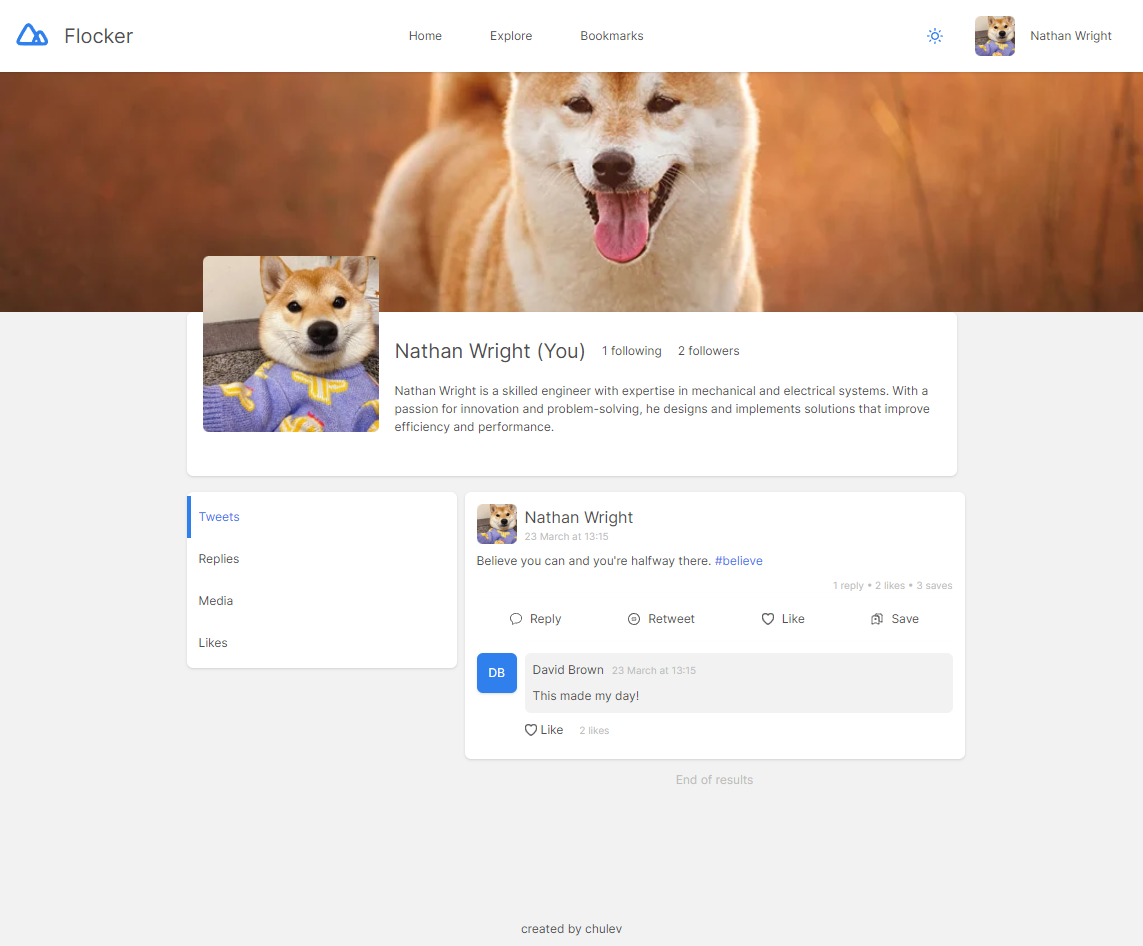 Flocker
Home
Explore
Bookmarks
Nathan Wright
Nathan Wright (You)
1 following
2 followers
Nathan Wright is a skilled engineer with expertise in mechanical and electrical systems. With a
passion for innovation and problem-solving, he designs and implements solutions that improve
efficiency and performance.
Tweets
Replies
Media
Likes
Nathan Wright
23 March at 13:15
Believe you can and you're halfway there. #believe
1 reply • 2 likes • 3 saves
Reply
Retweet
Like
Save
DB
David Brown
23 March at 13:15
This made my day!
Like
2 likes
End of results
created by chulev